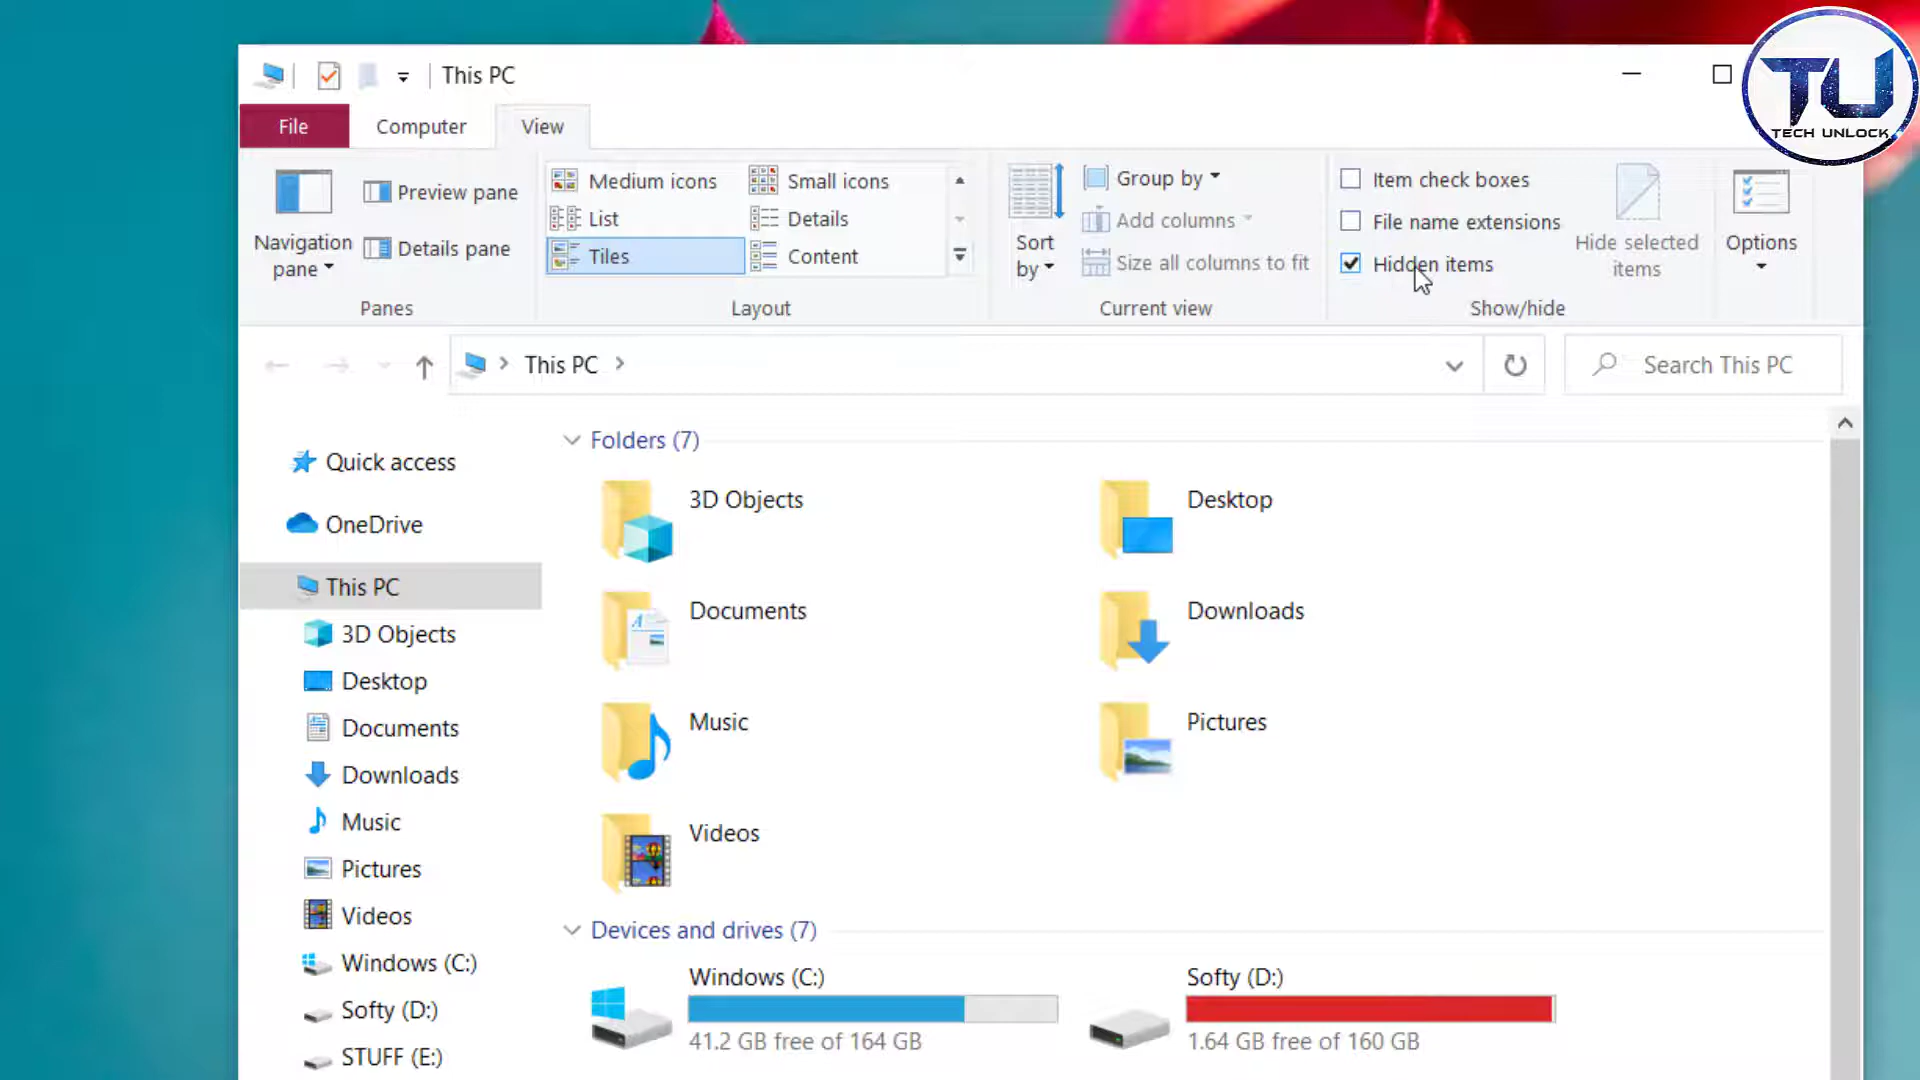 This PC
TU
TECH UNLOCK
File
Computer
View
Navigation
pane
Preview pane
Details pane
Panes
Medium icons
Small icons
List
Details
Tiles
Content
Layout
Sort
by
Group by
Add columns
Size all columns to fit
Current view
Item check boxes
File name extensions
Hidden items
Hide selected
items
Show/hide
Options
This PC
Search This PC
Quick access
OneDrive
This PC
3D Objects
Desktop
Documents
Downloads
Music
Pictures
Videos
Windows (C:)
Softy (D:)
STUFF (E:)
Folders (7)
3D Objects
Desktop
Documents
Downloads
Music
Pictures
Videos
Devices and drives (7)
Windows (C:)
41.2 GB free of 164 GB
Softy (D:)
1.64 GB free of 160 GB